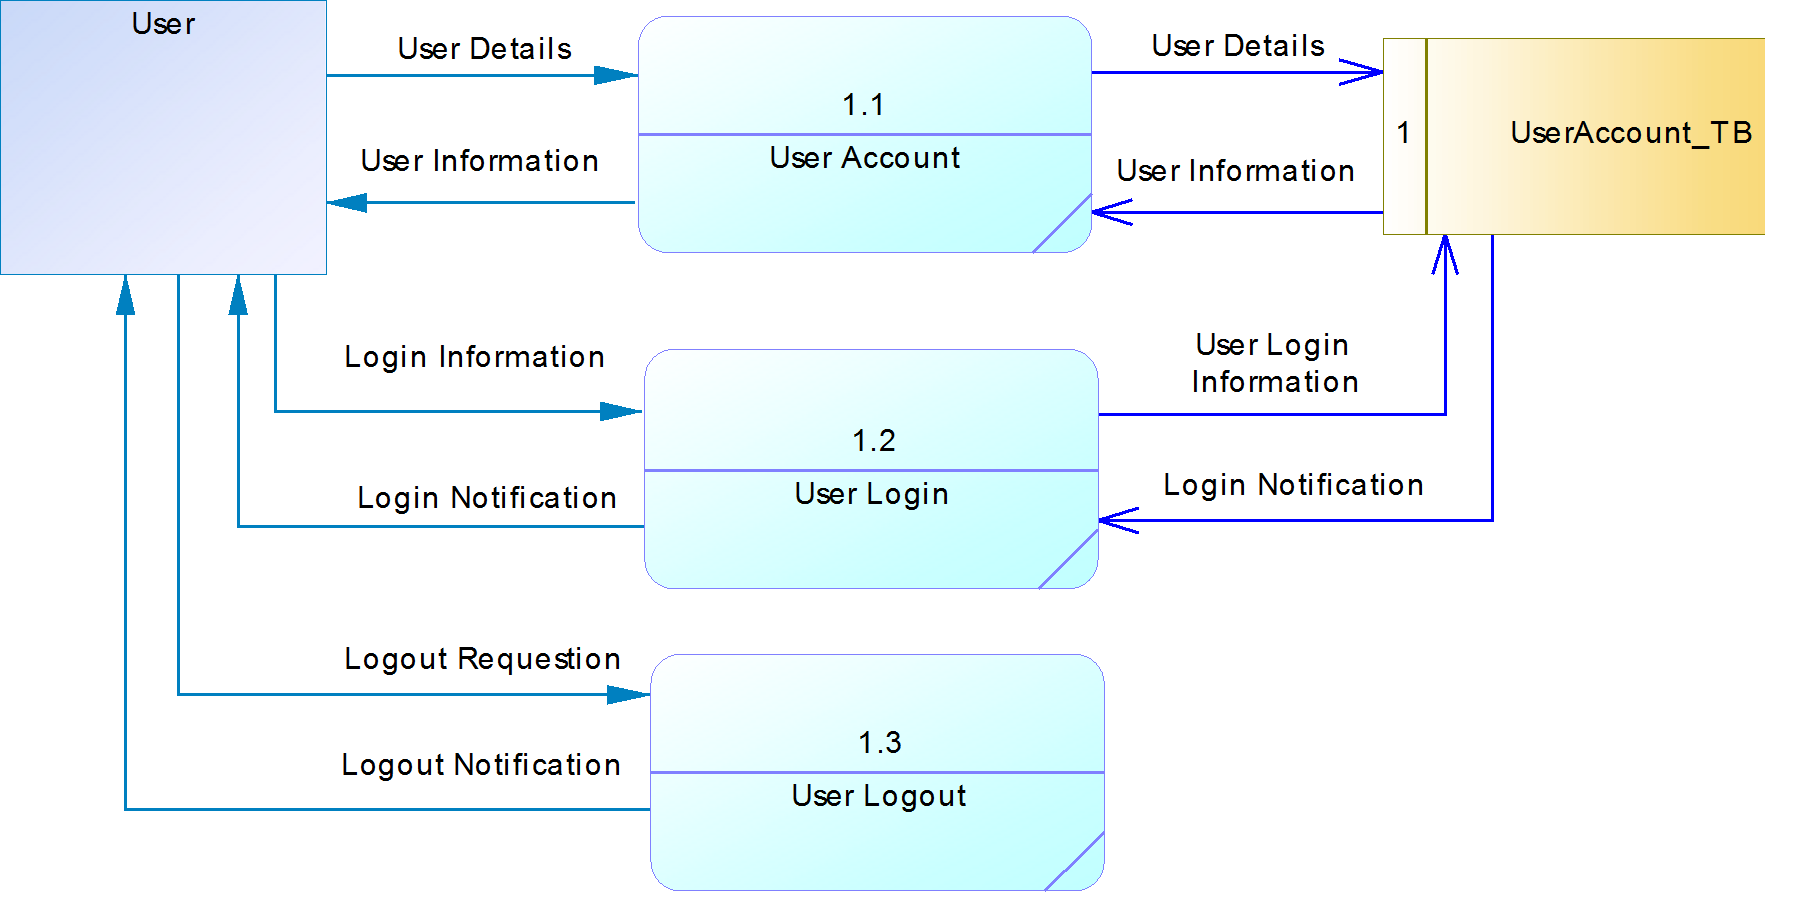 User
User Details
User Details
1.1
User Account
1
UserAccount_TB
User Information
User Information
Login Information
User Login
Information
1.2
User Login
Login Notification
Login Notification
Logout Requestion
1.3
User Logout
Logout Notification